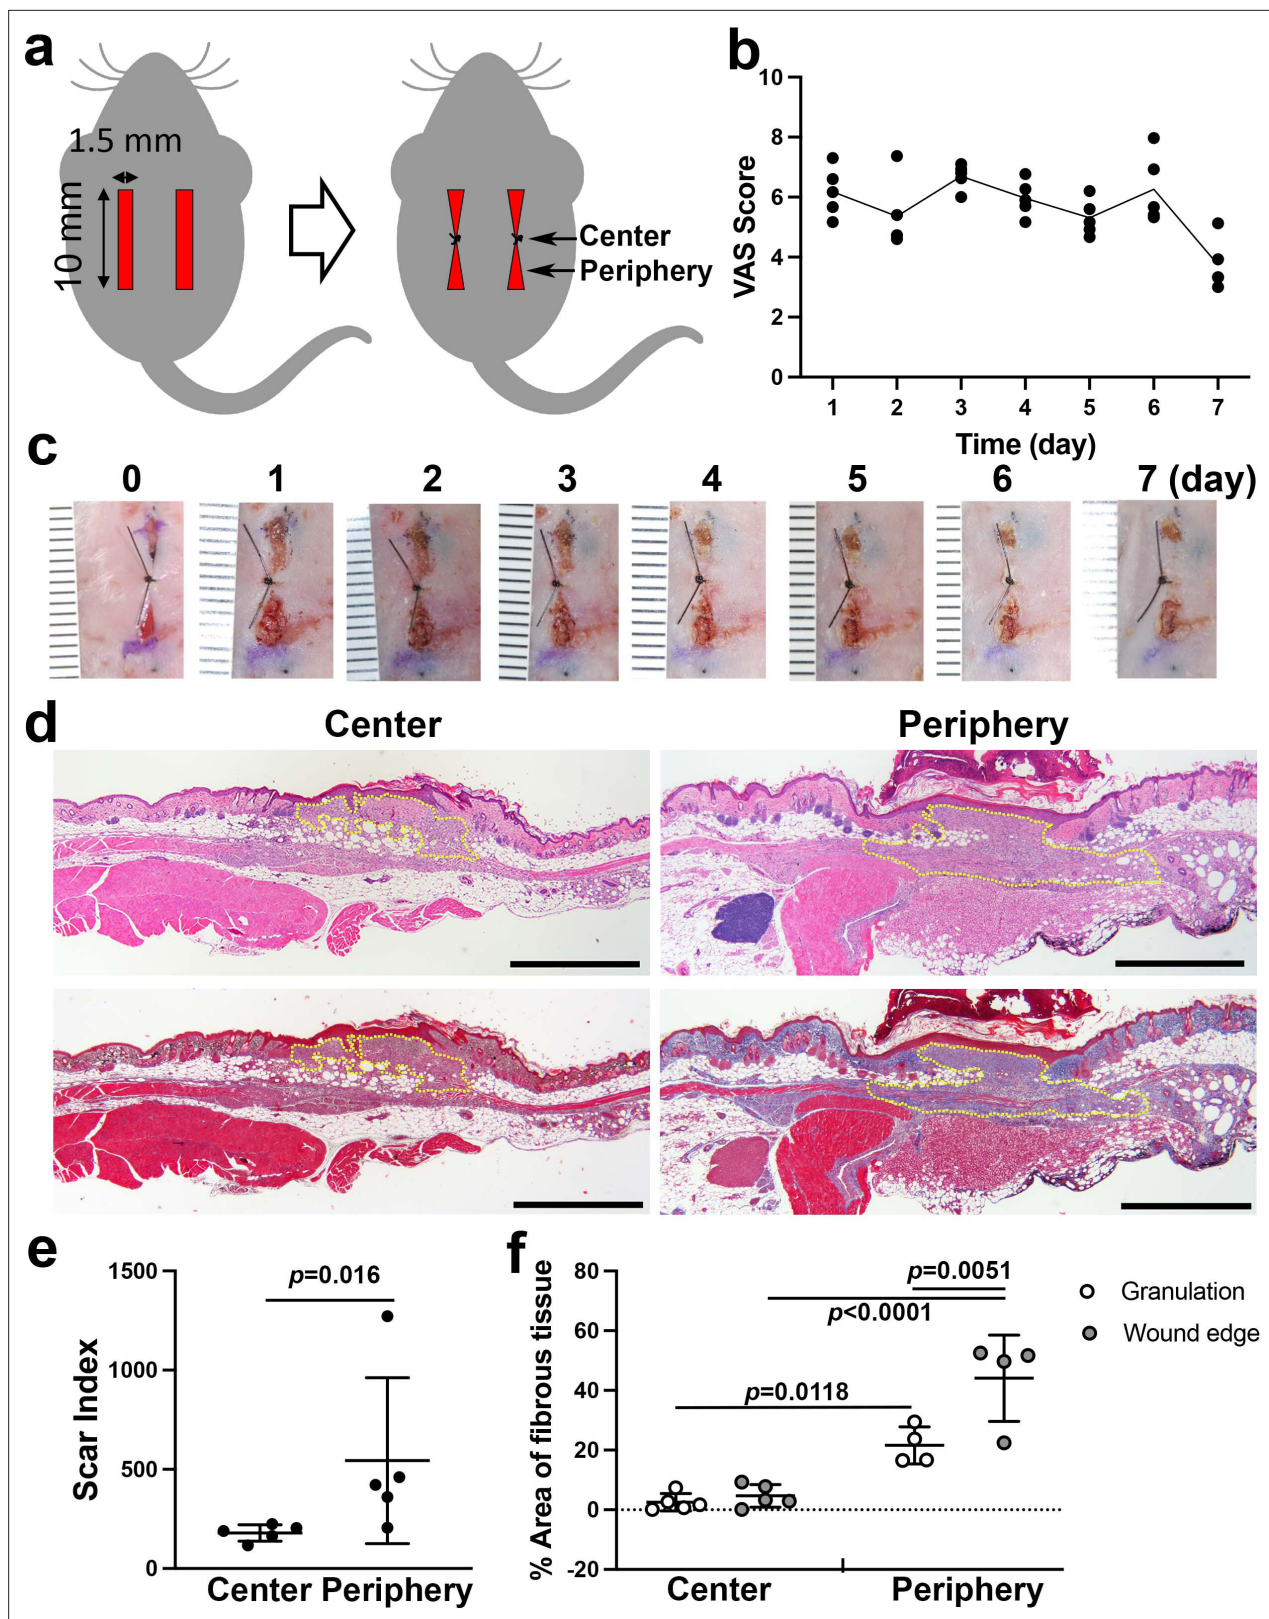 a
1.5 mm
10 mm
Center
Periphery
b
10
8
6
4
2
0
VAS Score
1 2 3 4 5 6 7
Time (day)
c
0 1 2 3 4 5 6 7 (day)
d
Center Periphery
e
1500
1000
500
0
Scar Index
p=0.016
Center Periphery
f
80
60
40
20
0
-20
% Area of fibrous tissue
p=0.0051
p<0.0001
p=0.0118
Center Periphery
Granulation
Wound edge